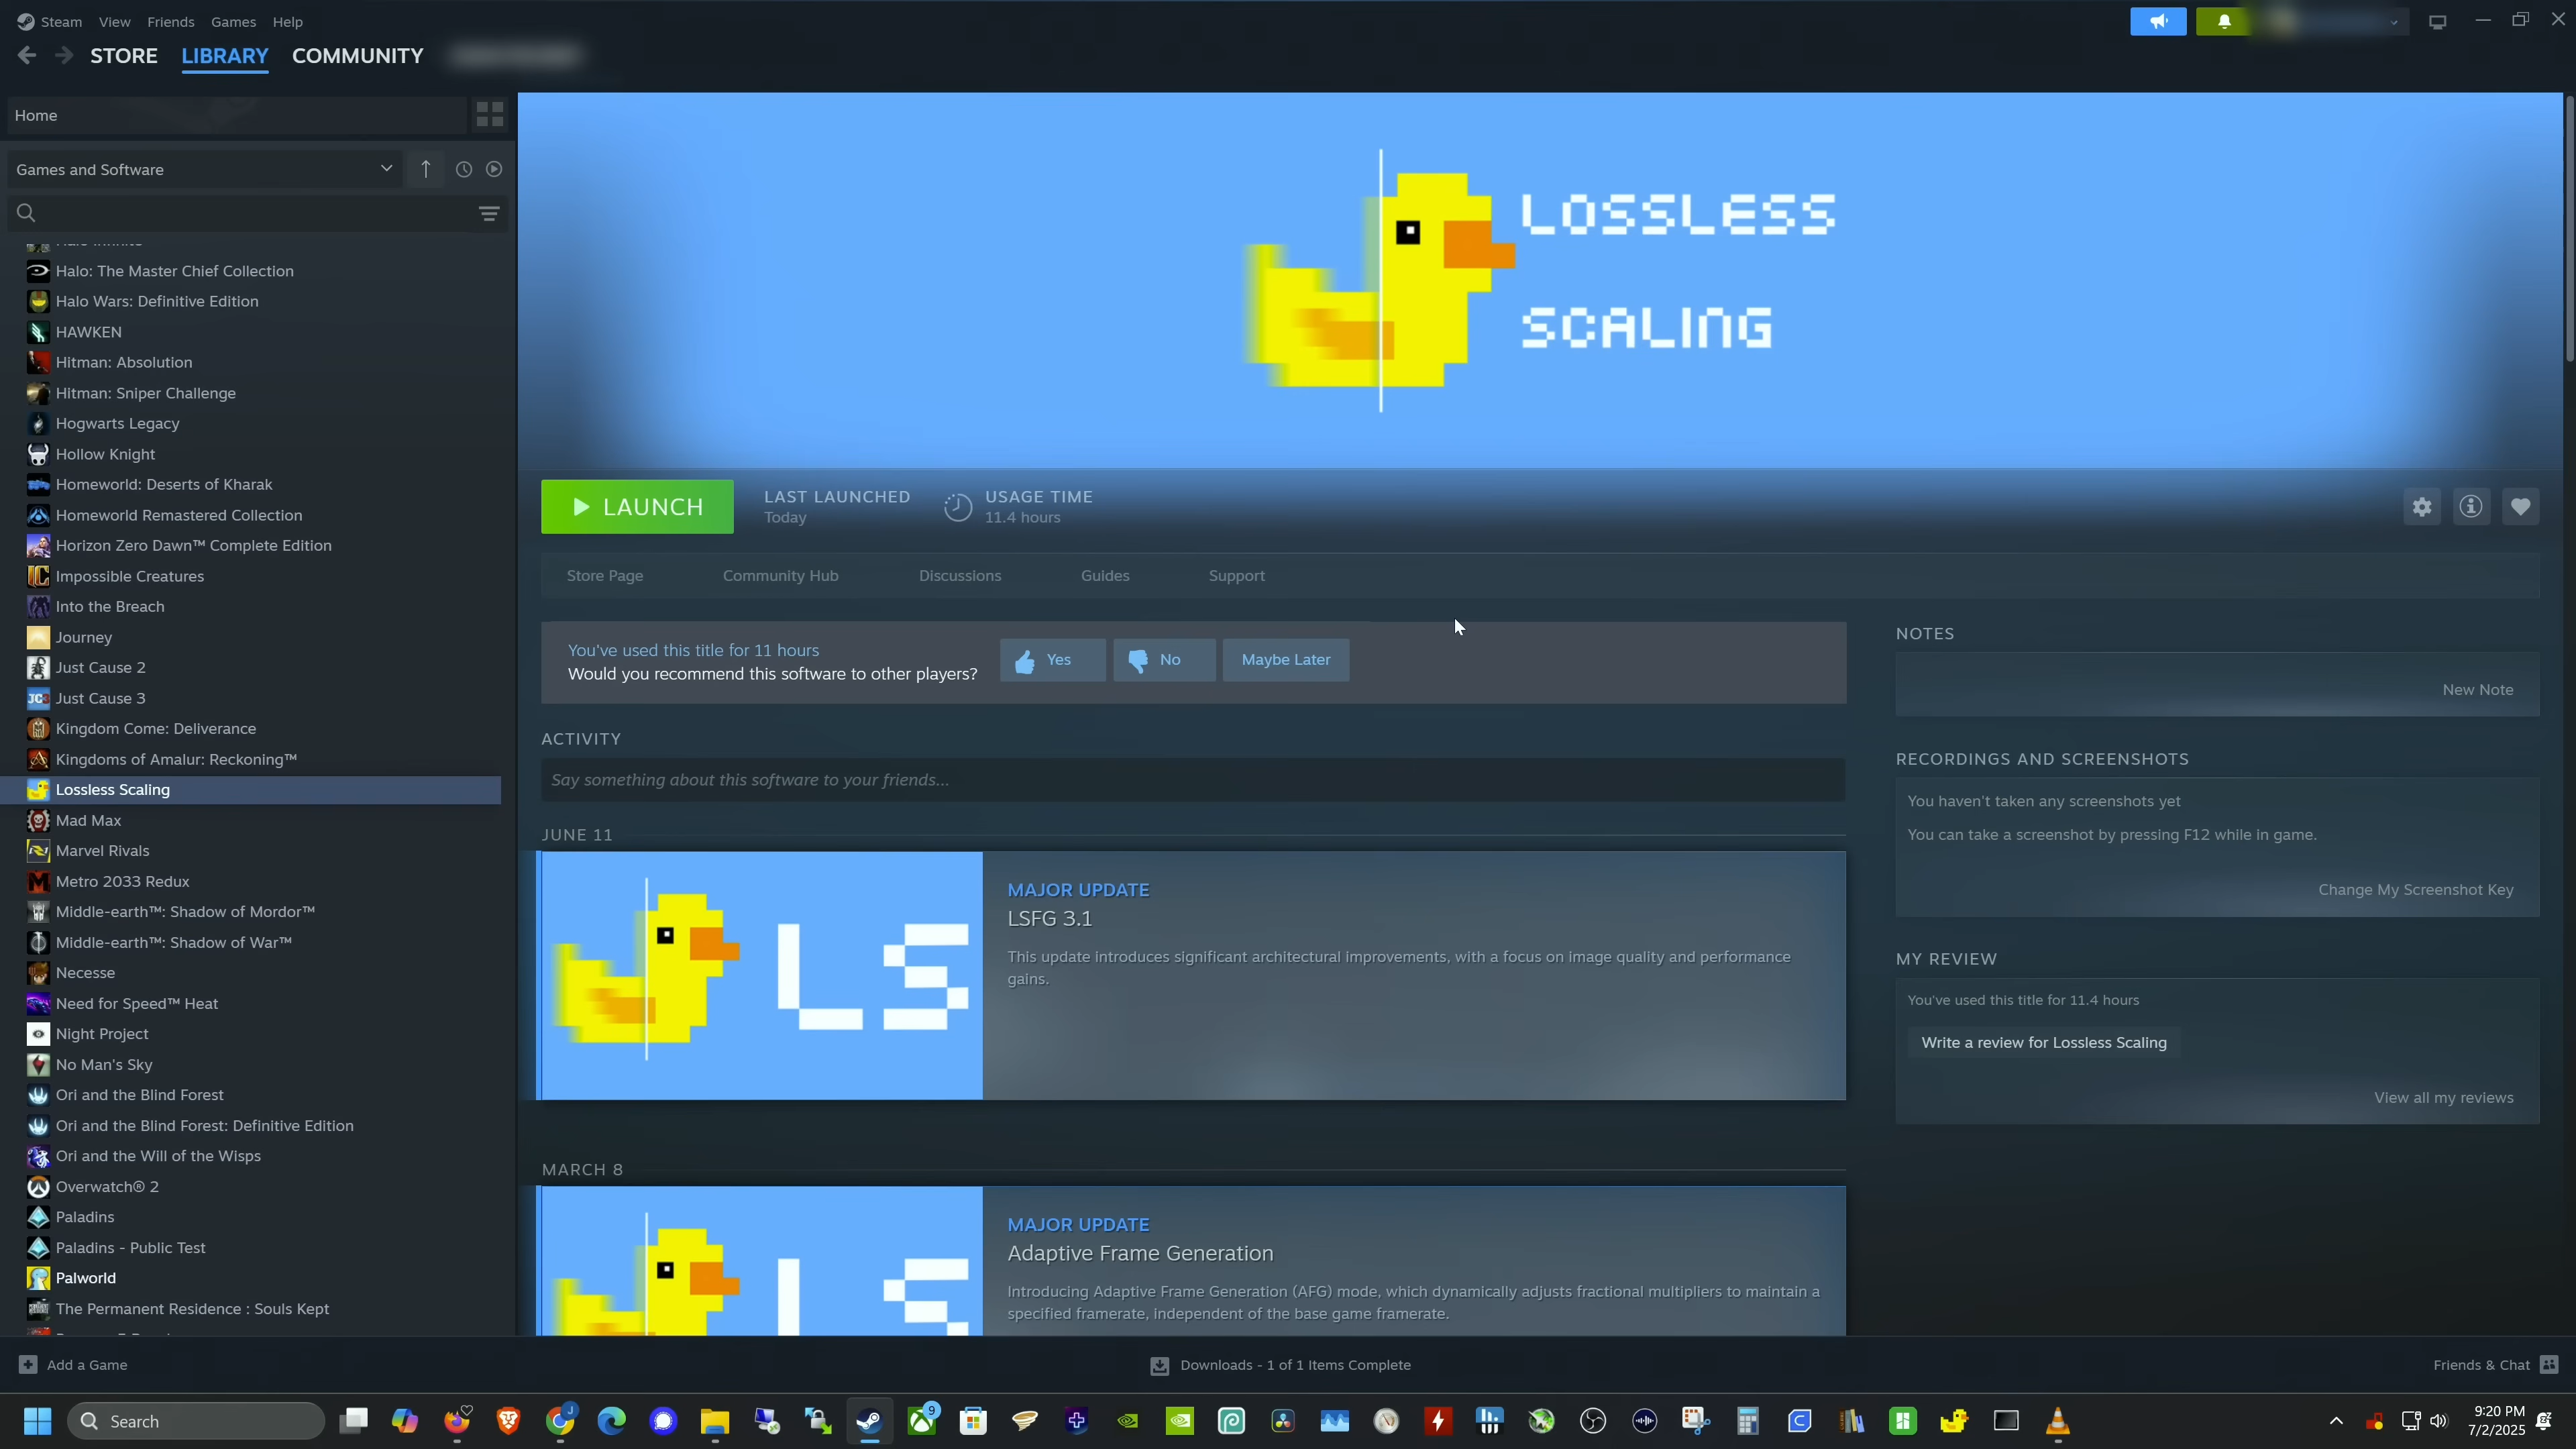 Steam View Friends Games Help
STORE LIBRARY COMMUNITY
Home
Games and Software
Halo: The Master Chief Collection
Halo Wars: Definitive Edition
HAWKEN
Hitman: Absolution
Hitman: Sniper Challenge
Hogwarts Legacy
Hollow Knight
Homeworld: Deserts of Kharak
Homeworld Remastered Collection
Horizon Zero Dawn™ Complete Edition
Impossible Creatures
Into the Breach
Journey
Just Cause 2
Just Cause 3
Kingdom Come: Deliverance
Kingdoms of Amalur: Reckoning™
Lossless Scaling
Mad Max
Marvel Rivals
Metro 2033 Redux
Middle-earth™: Shadow of Mordor™
Middle-earth™: Shadow of War™
Necesse
Need for Speed™ Heat
Night Project
No Man's Sky
Ori and the Blind Forest
Ori and the Blind Forest: Definitive Edition
Ori and the Will of the Wisps
Overwatch® 2
Paladins
Paladins - Public Test
Palworld
The Permanent Residence : Souls Kept
LOSSLESS
SCALING
LAUNCH
LAST LAUNCHED
Today
USAGE TIME
11.4 hours
Store Page Community Hub Discussions Guides Support
You've used this title for 11 hours
Would you recommend this software to other players?
Yes No Maybe Later
ACTIVITY
Say something about this software to your friends...
JUNE 11
LS
MAJOR UPDATE
LSFG 3.1
This update introduces significant architectural improvements, with a focus on image quality and performance
gains.
MARCH 8
LS
MAJOR UPDATE
Adaptive Frame Generation
Introducing Adaptive Frame Generation (AFG) mode, which dynamically adjusts fractional multipliers to maintain a
specified framerate, independent of the base game framerate.
NOTES
New Note
RECORDINGS AND SCREENSHOTS
You haven't taken any screenshots yet
You can take a screenshot by pressing F12 while in game.
Change My Screenshot Key
MY REVIEW
You've used this title for 11.4 hours
Write a review for Lossless Scaling
View all my reviews
Add a Game
Downloads - 1 of 1 Items Complete
Friends & Chat
Search
9
9:20 PM
7/2/2025